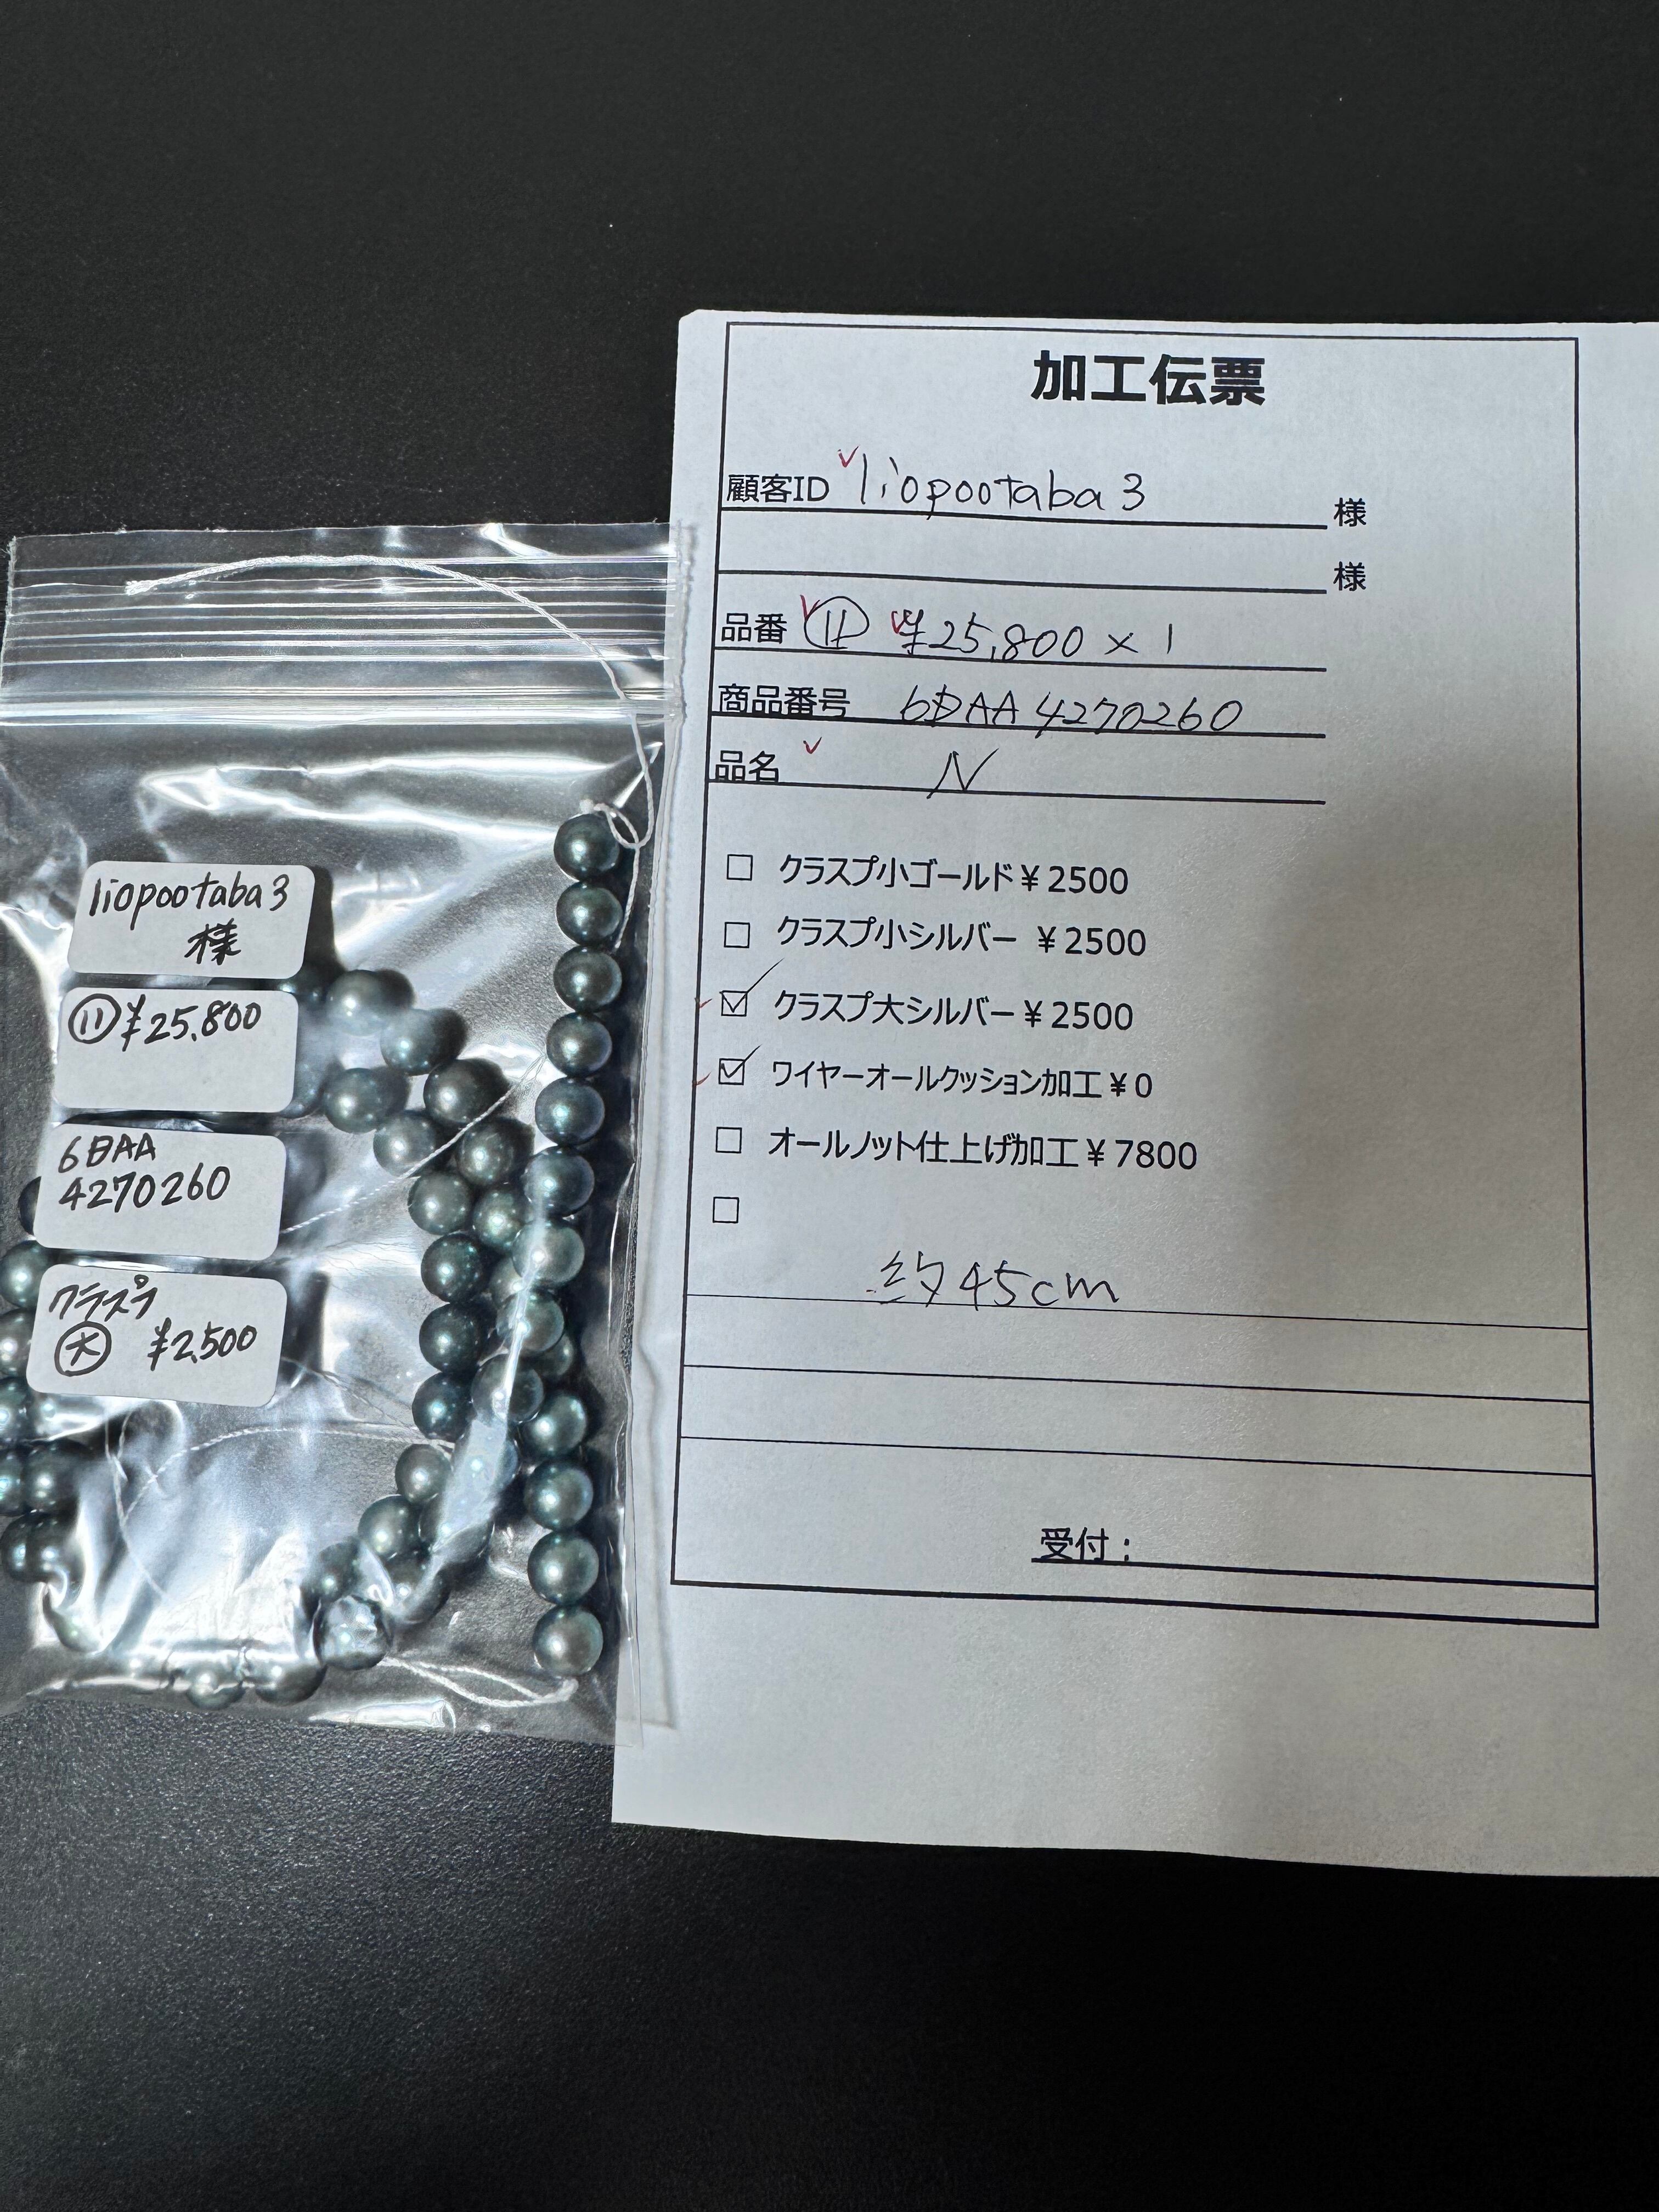 liopootaba3
様
⑪¥25,800
6BAA
4270260
クラスプ
㊅ ¥2,500
加工伝票
顧客ID liopootaba3 様
様
品番 ⑪ ¥25,800 × 1
商品番号 6BAA 4270260
品名 N
☐ クラスプ小ゴールド¥2500
☐ クラスプ小シルバー ¥2500
☑ クラスプ大シルバー¥2500
☑ ワイヤーオールクッション加工¥0
☐ オールノット仕上げ加工¥7800
☐
約45cm
受付：